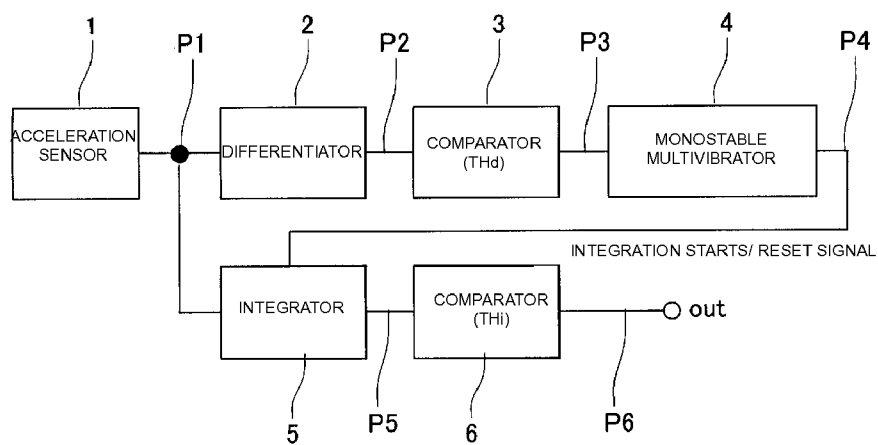 1
P1
2
P2
3
P3
4
P4
ACCELERATION
SENSOR
DIFFERENTIATOR
COMPARATOR
(THd)
MONOSTABLE
MULTIVIBRATOR
INTEGRATION STARTS/ RESET SIGNAL
INTEGRATOR
COMPARATOR
(THi)
out
5
P5
6
P6